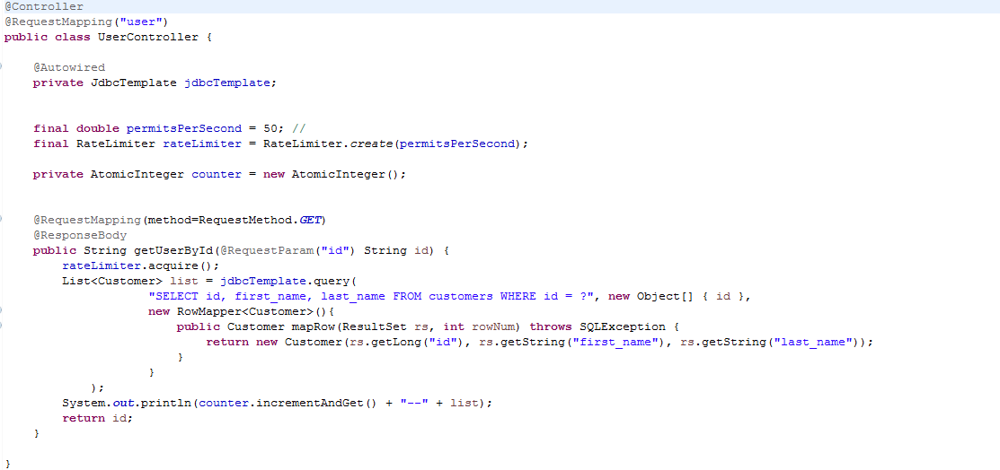 @Controller
@RequestMapping("user")
public class UserController {
@Autowired
private JdbcTemplate jdbcTemplate;
final double permitsPerSecond = 50; //
final RateLimiter rateLimiter = RateLimiter.create(permitsPerSecond);
private AtomicInteger counter = new AtomicInteger();
@RequestMapping(method=RequestMethod.GET)
@ResponseBody
public String getUserById(@RequestParam("id") String id) {
rateLimiter.acquire();
List<Customer> list = jdbcTemplate.query(
"SELECT id, first_name, last_name FROM customers WHERE id = ?", new Object[] { id },
new RowMapper<Customer>(){
public Customer mapRow(ResultSet rs, int rowNum) throws SQLException {
return new Customer(rs.getLong("id"), rs.getString("first_name"), rs.getString("last_name"));
}
}
);
System.out.println(counter.incrementAndGet() + "--" + list);
return id;
}
}